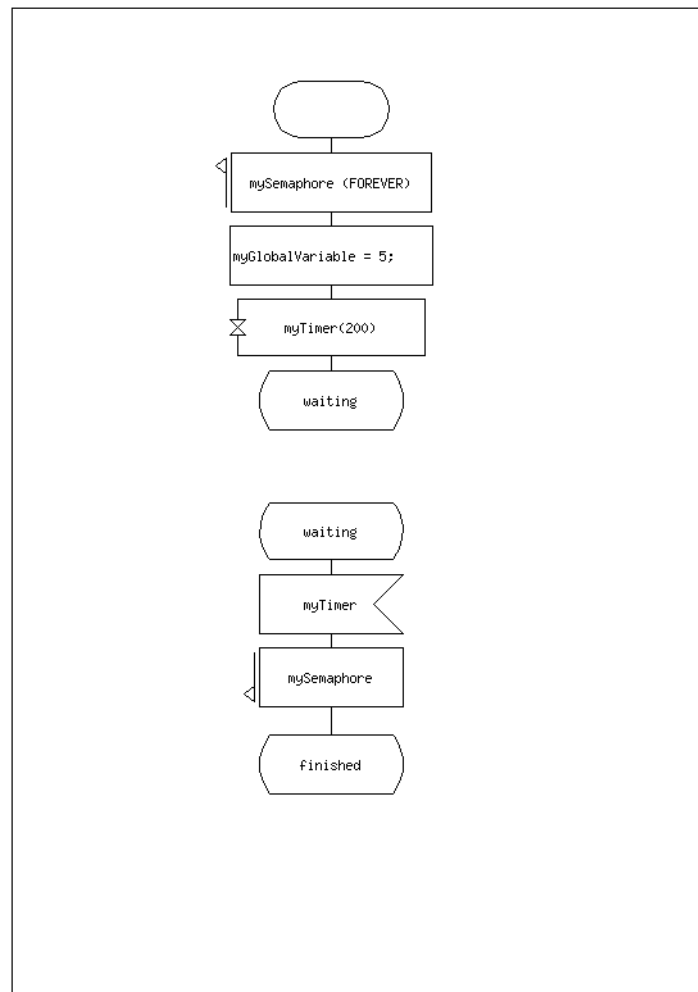 mySemaphore (FOREVER)
myGlobalVariable = 5;
myTimer(200)
waiting
waiting
myTimer
mySemaphore
finished